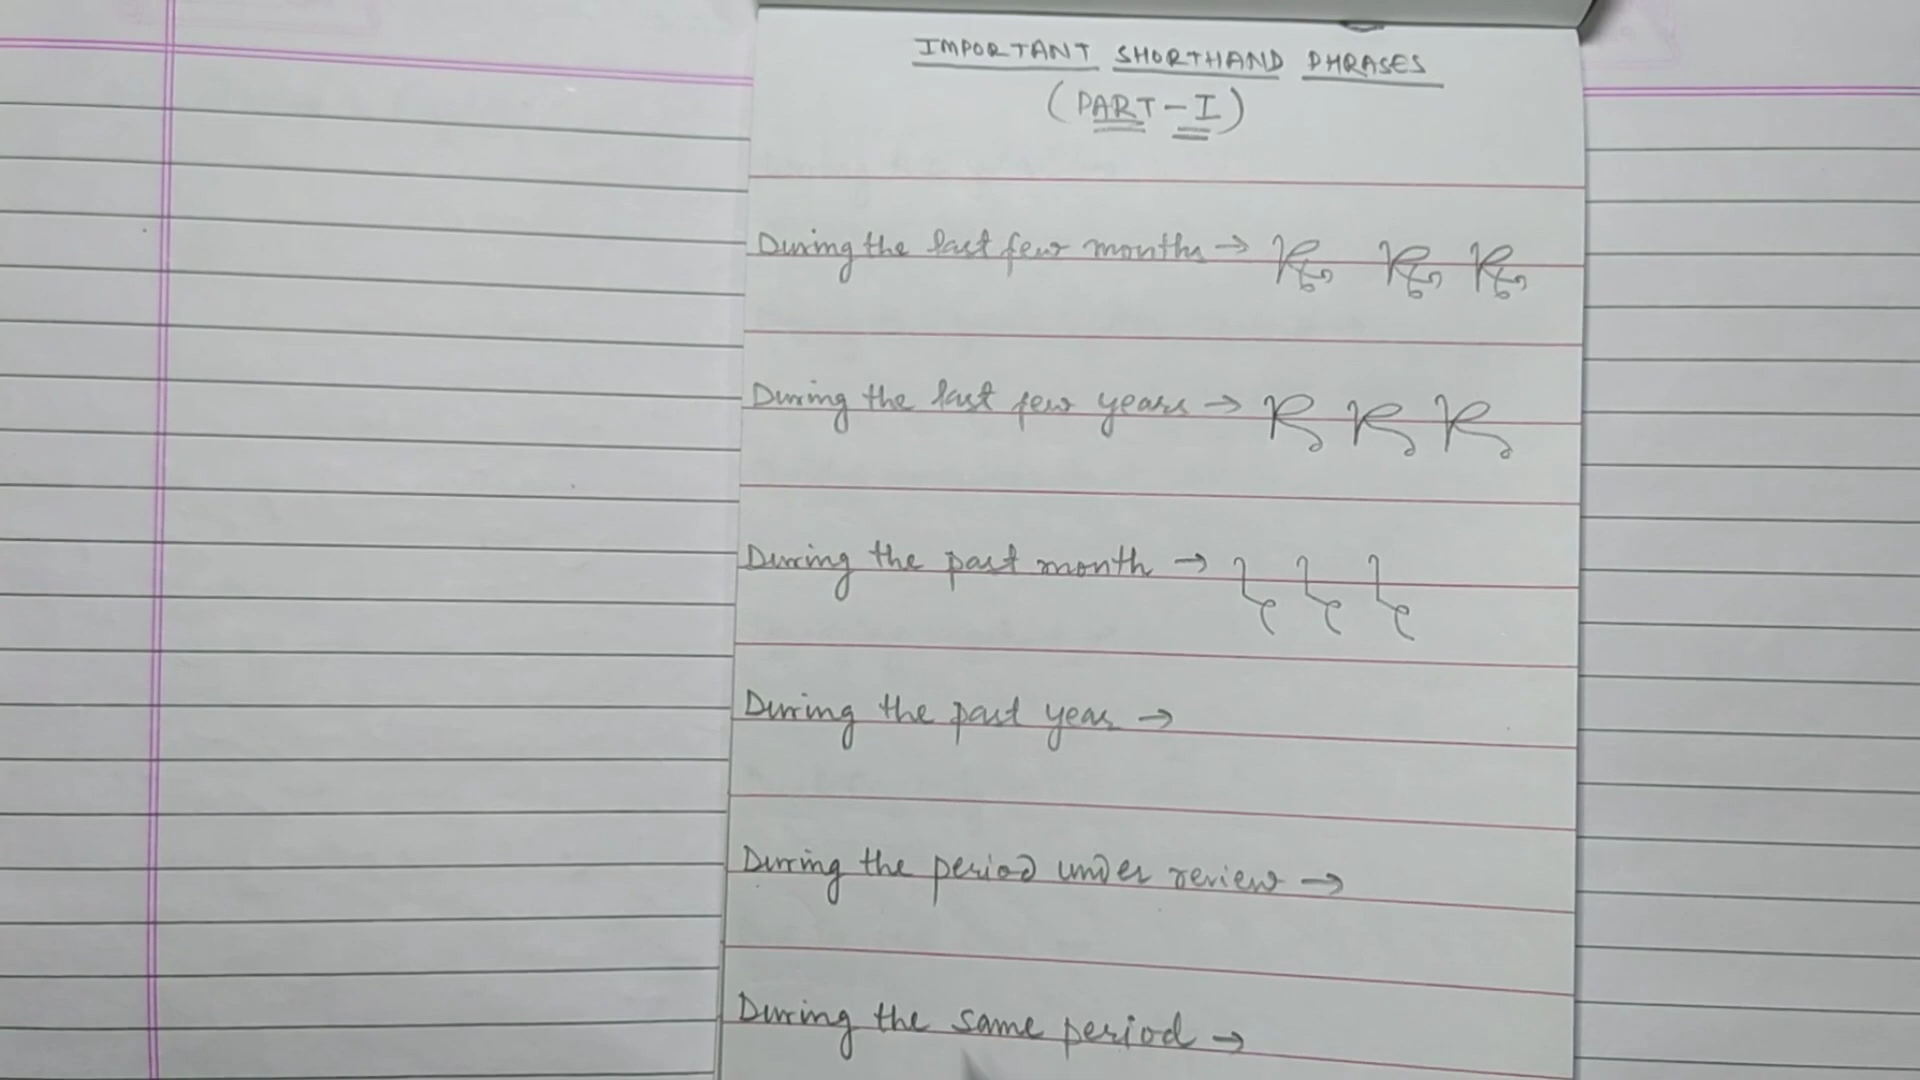 IMPORTANT SHORTHAND PHRASES
(PART-I)
During the last few months →
During the last few years →
During the past month →
During the past year →
During the period under review →
During the same period →